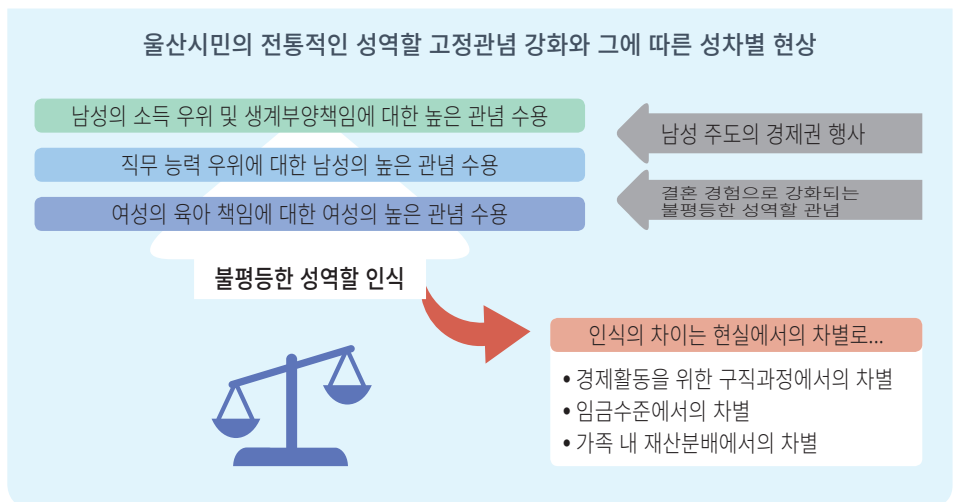 울산시민의 전통적인 성역할 고정관념 강화와 그에 따른 성차별 현상
남성의 소득 우위 및 생계부양책임에 대한 높은 관념 수용
직무 능력 우위에 대한 남성의 높은 관념 수용
여성의 육아 책임에 대한 여성의 높은 관념 수용
남성 주도의 경제권 행사
결혼 경험으로 강화되는
불평등한 성역할 관념
불평등한 성역할 인식
인식의 차이는 현실에서의 차별로...
• 경제활동을 위한 구직과정에서의 차별
• 임금수준에서의 차별
• 가족 내 재산분배에서의 차별